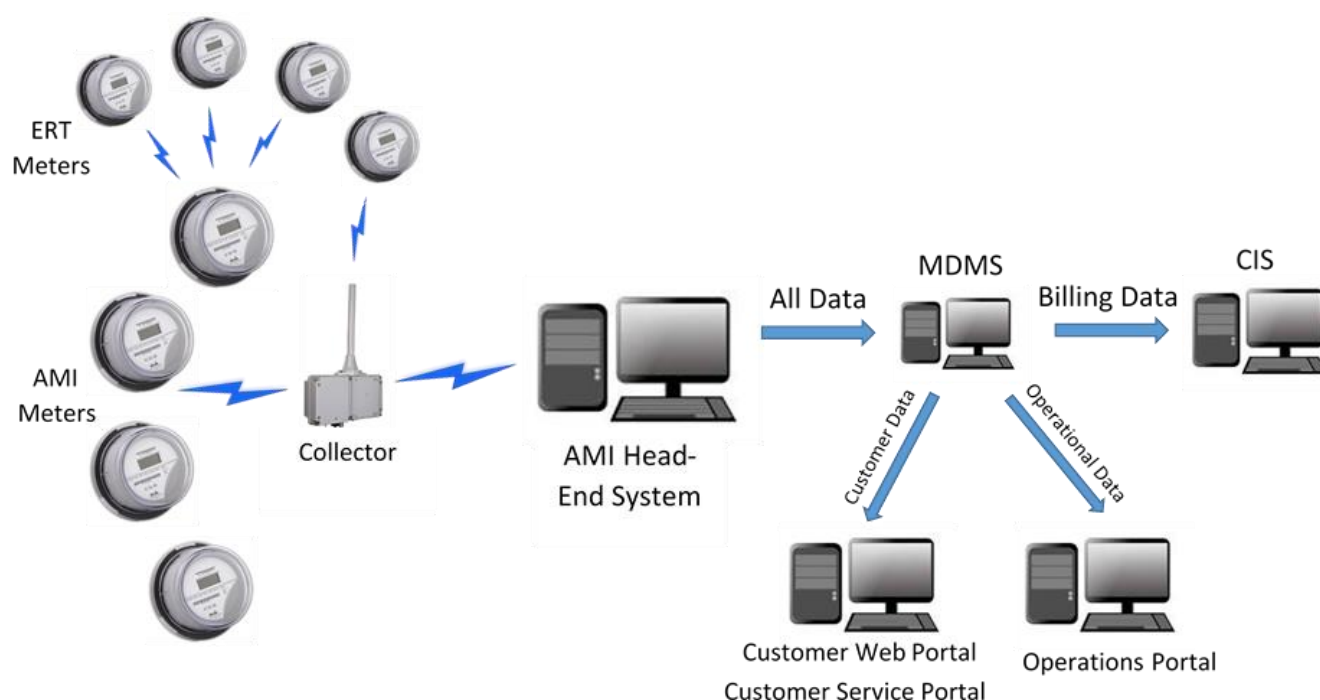 ERT
Meters
AMI
Meters
Collector
AMI Head-
End System
All Data
MDMS
Billing Data
CIS
Customer Data
Operational Data
Customer Web Portal
Customer Service Portal
Operations Portal